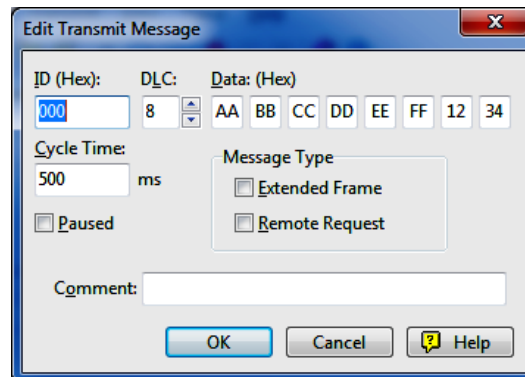 Edit Transmit Message
ID (Hex): DLC: Data: (Hex)
000 8 AA BB CC DD EE FF 12 34
Cycle Time:
500 ms
Message Type
Extended Frame
Paused
Remote Request
Comment:
OK Cancel Help